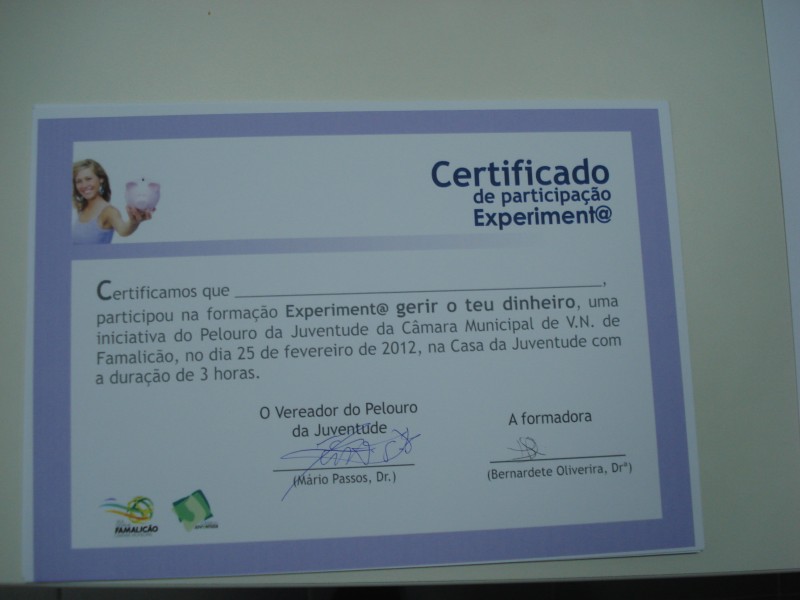 Certificado
de participação
Experiment@
Certificamos que ,
participou na formação Experiment@ gerir o teu dinheiro, uma
iniciativa do Pelouro da Juventude da Câmara Municipal de V.N. de
Famalicão, no dia 25 de fevereiro de 2012, na Casa da Juventude com
a duração de 3 horas.
O Vereador do Pelouro
da Juventude
(Mário Passos, Dr.)
A formadora
(Bernardete Oliverira, Drª)
FAMALICÃO